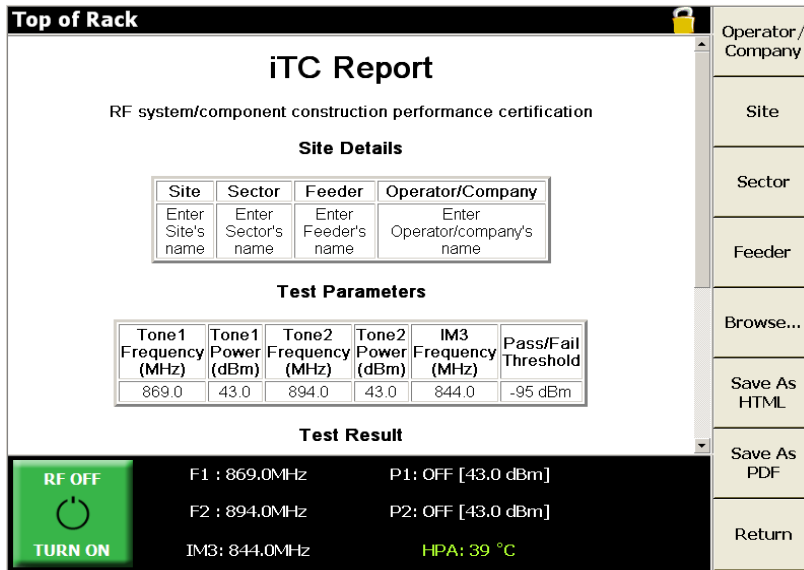 Top of Rack
iTC Report
RF system/component construction performance certification
Site Details
Site Sector Feeder Operator/Company
Enter Site's name Enter Sector's name Enter Feeder's name Enter Operator/company's name
Test Parameters
Tone1 Frequency (MHz) Tone1 Power (dBm) Tone2 Frequency (MHz) Tone2 Power (dBm) IM3 Frequency (MHz) Pass/Fail Threshold
869.0 43.0 894.0 43.0 844.0 -95 dBm
Test Result
RF OFF
TURN ON
F1 : 869.0MHz P1: OFF [43.0 dBm]
F2 : 894.0MHz P2: OFF [43.0 dBm]
IM3: 844.0MHz HPA: 39 °C
Operator/
Company
Site
Sector
Feeder
Browse...
Save As
HTML
Save As
PDF
Return